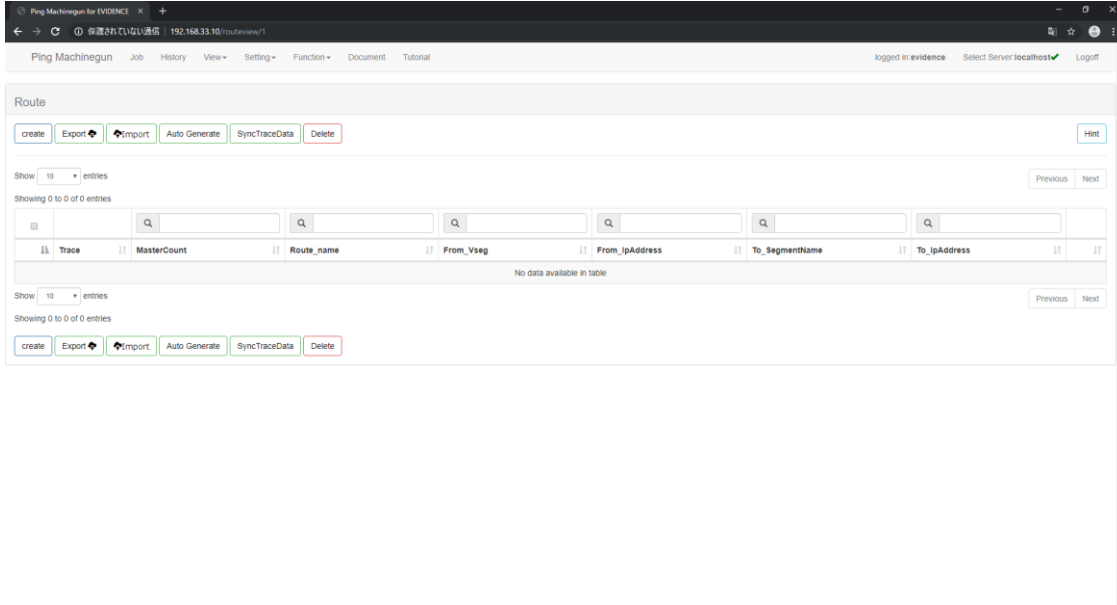 Ping Machinegun for EVIDENCE
保護されていない通信 | 192.168.33.10/routeview/1
Ping Machinegun Job History View Setting Function Document Tutorial logged in:evidence Select Server:localhost Logoff
Route
create Export Import Auto Generate SyncTraceData Delete Hint
Show 10 entries Previous Next
Showing 0 to 0 of 0 entries
Trace MasterCount Route_name From_Vseg From_IpAddress To_SegmentName To_IpAddress
No data available in table
Show 10 entries Previous Next
Showing 0 to 0 of 0 entries
create Export Import Auto Generate SyncTraceData Delete